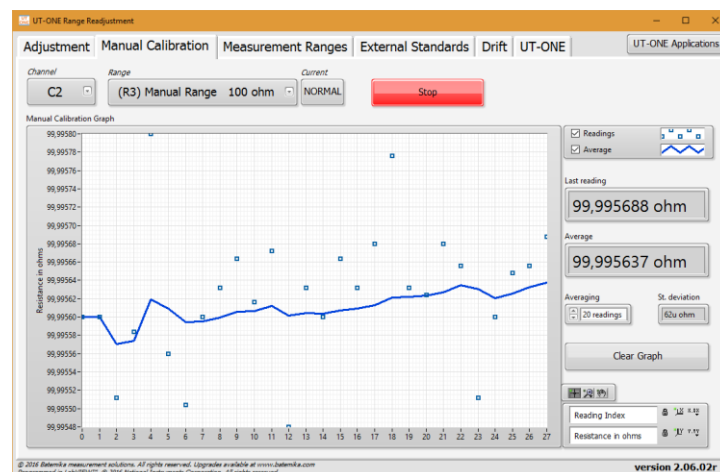 UT-ONE Range Readjustment
Adjustment Manual Calibration Measurement Ranges External Standards Drift UT-ONE UT-ONE Applications
Channel Range Current
C2 (R3) Manual Range 100 ohm NORMAL Stop
Manual Calibration Graph
Readings
Average
Last reading
99,995688 ohm
Average
99,995637 ohm
Averaging St. deviation
20 readings 62u ohm
Clear Graph
Reading Index
Resistance in ohms
Resistance in ohms
99,99580
99,99578
99,99576
99,99574
99,99572
99,99570
99,99568
99,99566
99,99564
99,99562
99,99560
99,99558
99,99556
99,99554
99,99552
99,99550
99,99548
0 1 2 3 4 5 6 7 8 9 10 11 12 13 14 15 16 17 18 19 20 21 22 23 24 25 26 27
© 2016 Batemika measurement solutions. All rights reserved. Upgrades available at www.batemika.com
version 2.06.02r